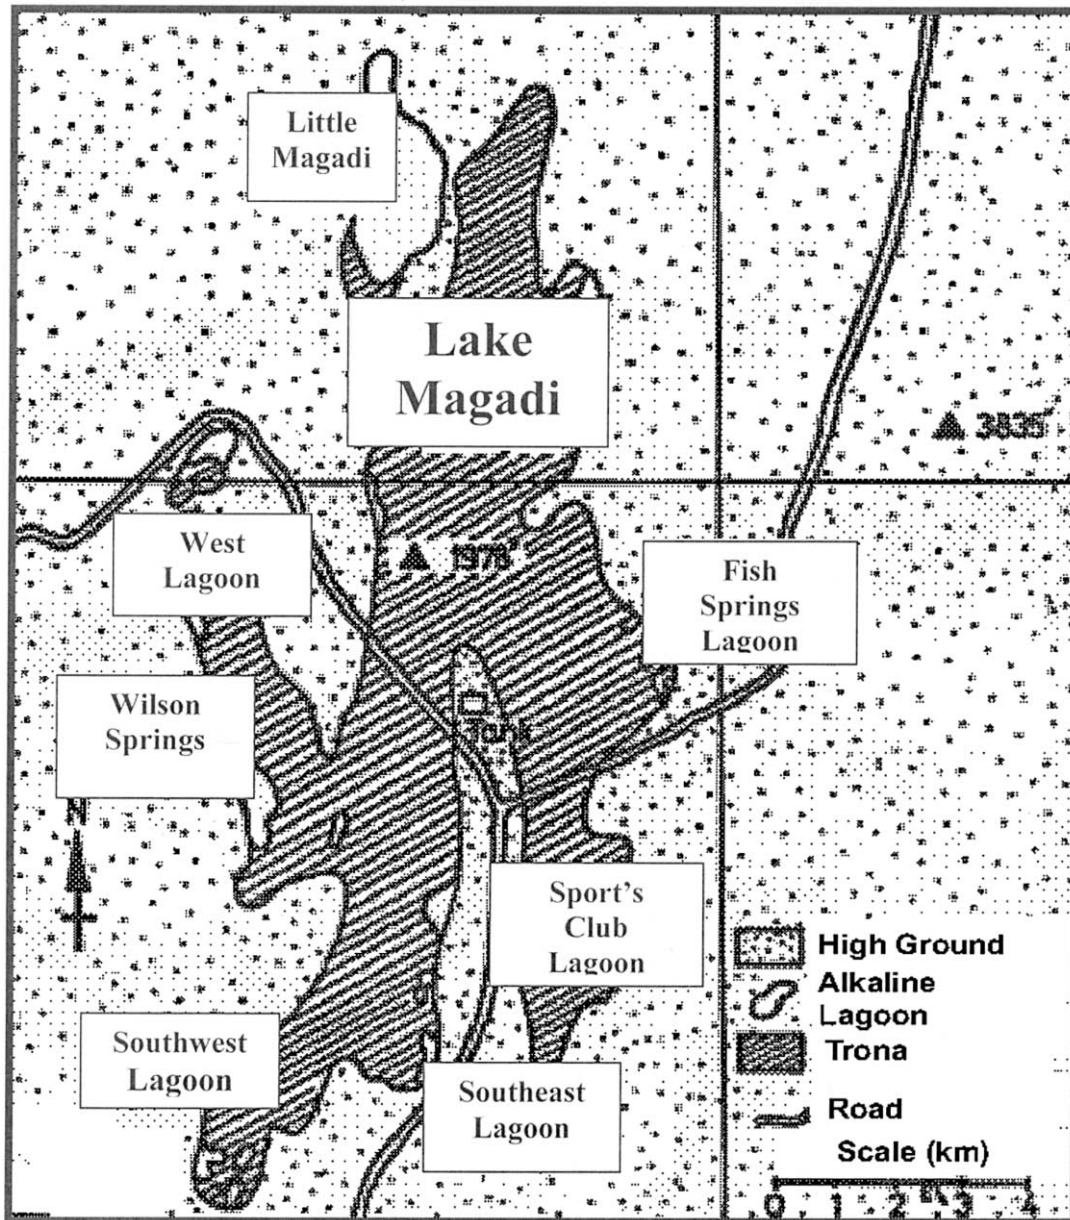 Little
Magadi
Lake
Magadi
3835'
West
Lagoon
1978'
Fish
Springs
Lagoon
Wilson
Springs
Tank
N
Sport's
Club
Lagoon
High Ground
Alkaline
Lagoon
Trona
Southwest
Lagoon
Southeast
Lagoon
Road
Scale (km)
0 1 2 3 4